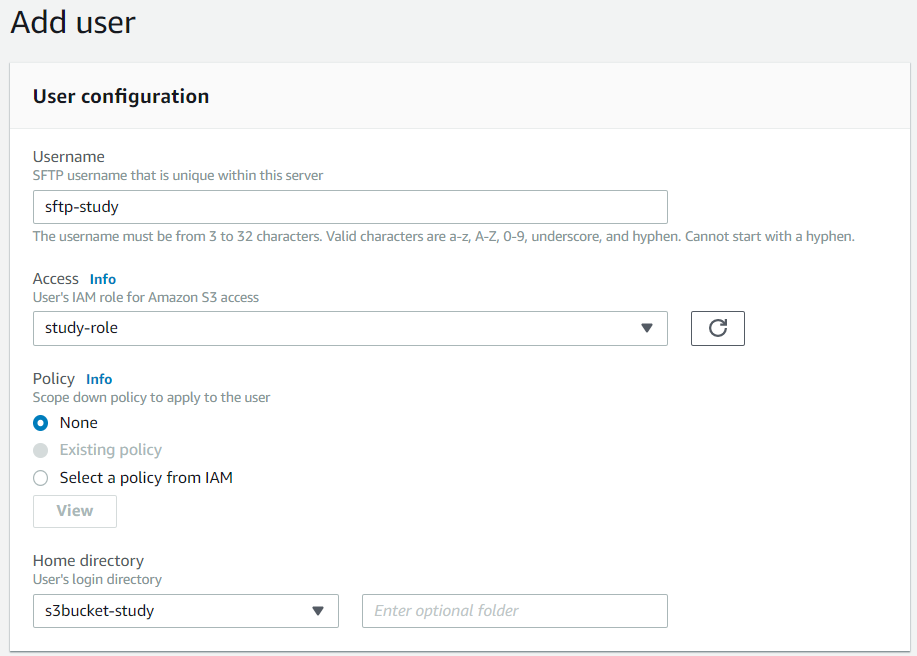 Add user
User configuration
Username
SFTP username that is unique within this server
sftp-study
The username must be from 3 to 32 characters. Valid characters are a-z, A-Z, 0-9, underscore, and hyphen. Cannot start with a hyphen.
Access Info
User's IAM role for Amazon S3 access
study-role
Policy Info
Scope down policy to apply to the user
None
Existing policy
Select a policy from IAM
View
Home directory
User's login directory
s3bucket-study Enter optional folder